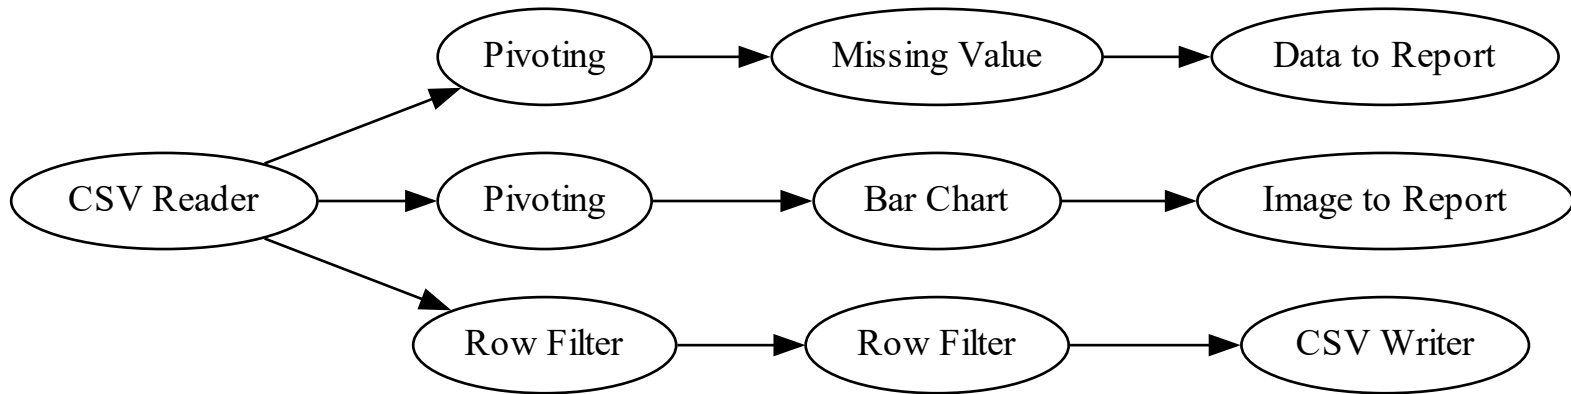 Pivoting
Missing Value
Data to Report
CSV Reader
Pivoting
Bar Chart
Image to Report
Row Filter
Row Filter
CSV Writer